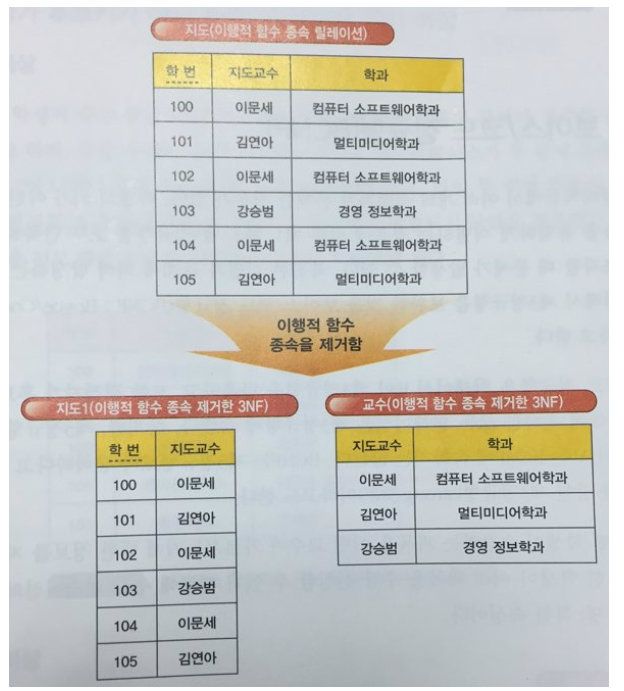 지도(이행적 함수 종속 릴레이션)
학 번 지도교수 학과
100 이문세 컴퓨터 소프트웨어학과
101 김연아 멀티미디어학과
102 이문세 컴퓨터 소프트웨어학과
103 강승범 경영 정보학과
104 이문세 컴퓨터 소프트웨어학과
105 김연아 멀티미디어학과
이행적 함수
종속을 제거함
지도1(이행적 함수 종속 제거한 3NF)
학 번 지도교수
100 이문세
101 김연아
102 이문세
103 강승범
104 이문세
105 김연아
교수(이행적 함수 종속 제거한 3NF)
지도교수 학과
이문세 컴퓨터 소프트웨어학과
김연아 멀티미디어학과
강승범 경영 정보학과